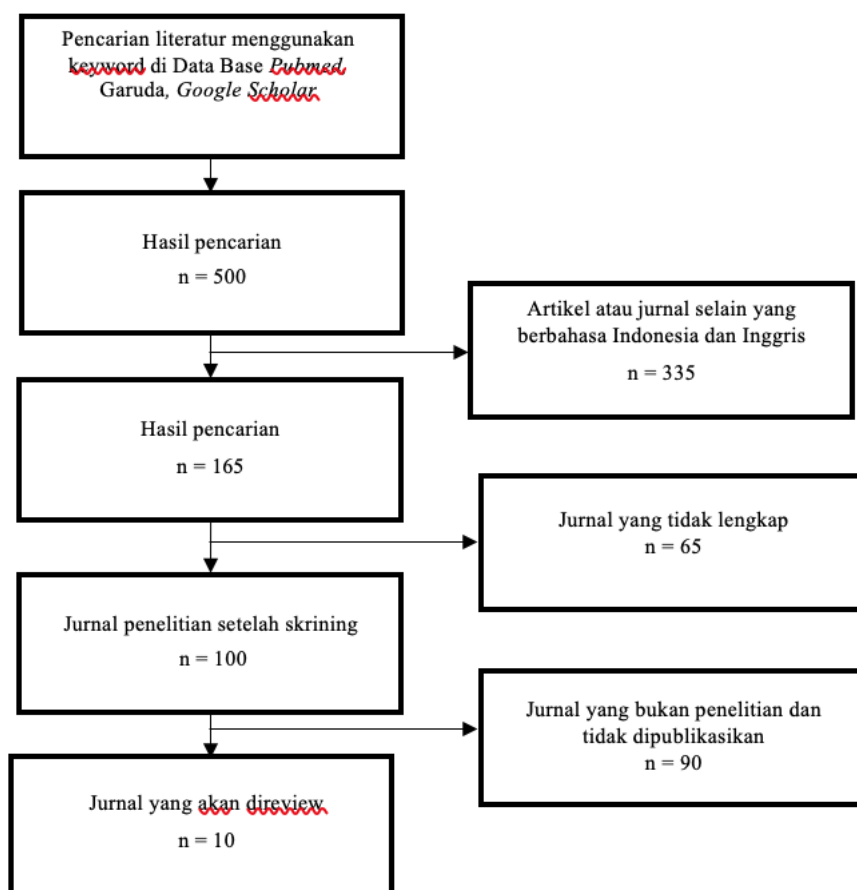 Pencarian literatur menggunakan
keyword di Data Base Pubmed,
Garuda, Google Scholar
Hasil pencarian
n = 500
Artikel atau jurnal selain yang
berbahasa Indonesia dan Inggris
n = 335
Hasil pencarian
n = 165
Jurnal yang tidak lengkap
n = 65
Jurnal penelitian setelah skrining
n = 100
Jurnal yang bukan penelitian dan
tidak dipublikasikan
n = 90
Jurnal yang akan direview
n = 10